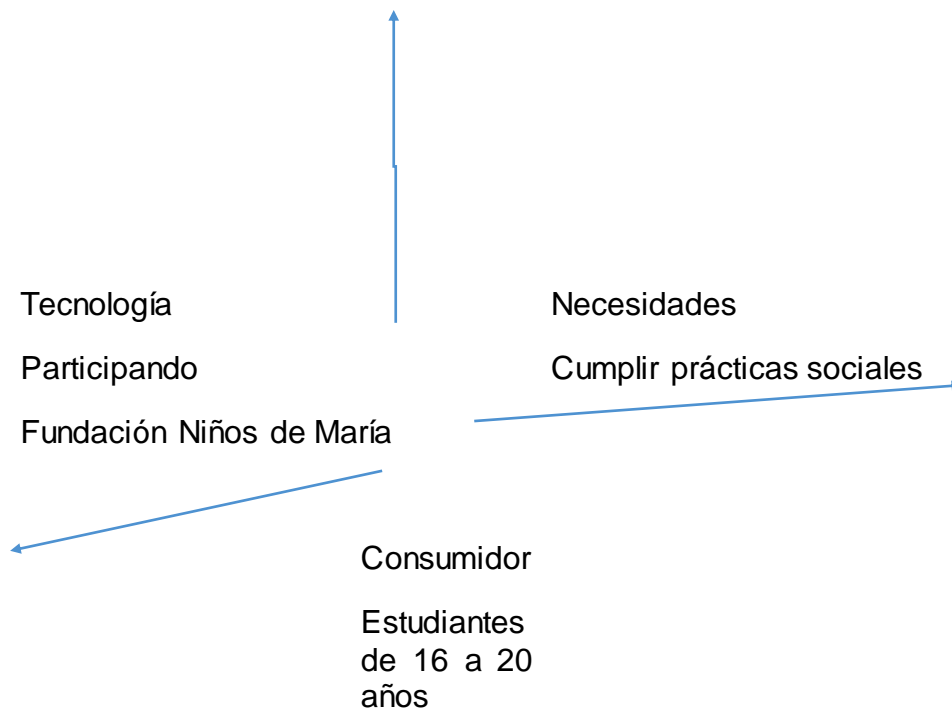 Tecnología
Participando
Fundación Niños de María
Necesidades
Cumplir prácticas sociales
Consumidor
Estudiantes
de 16 a 20
años